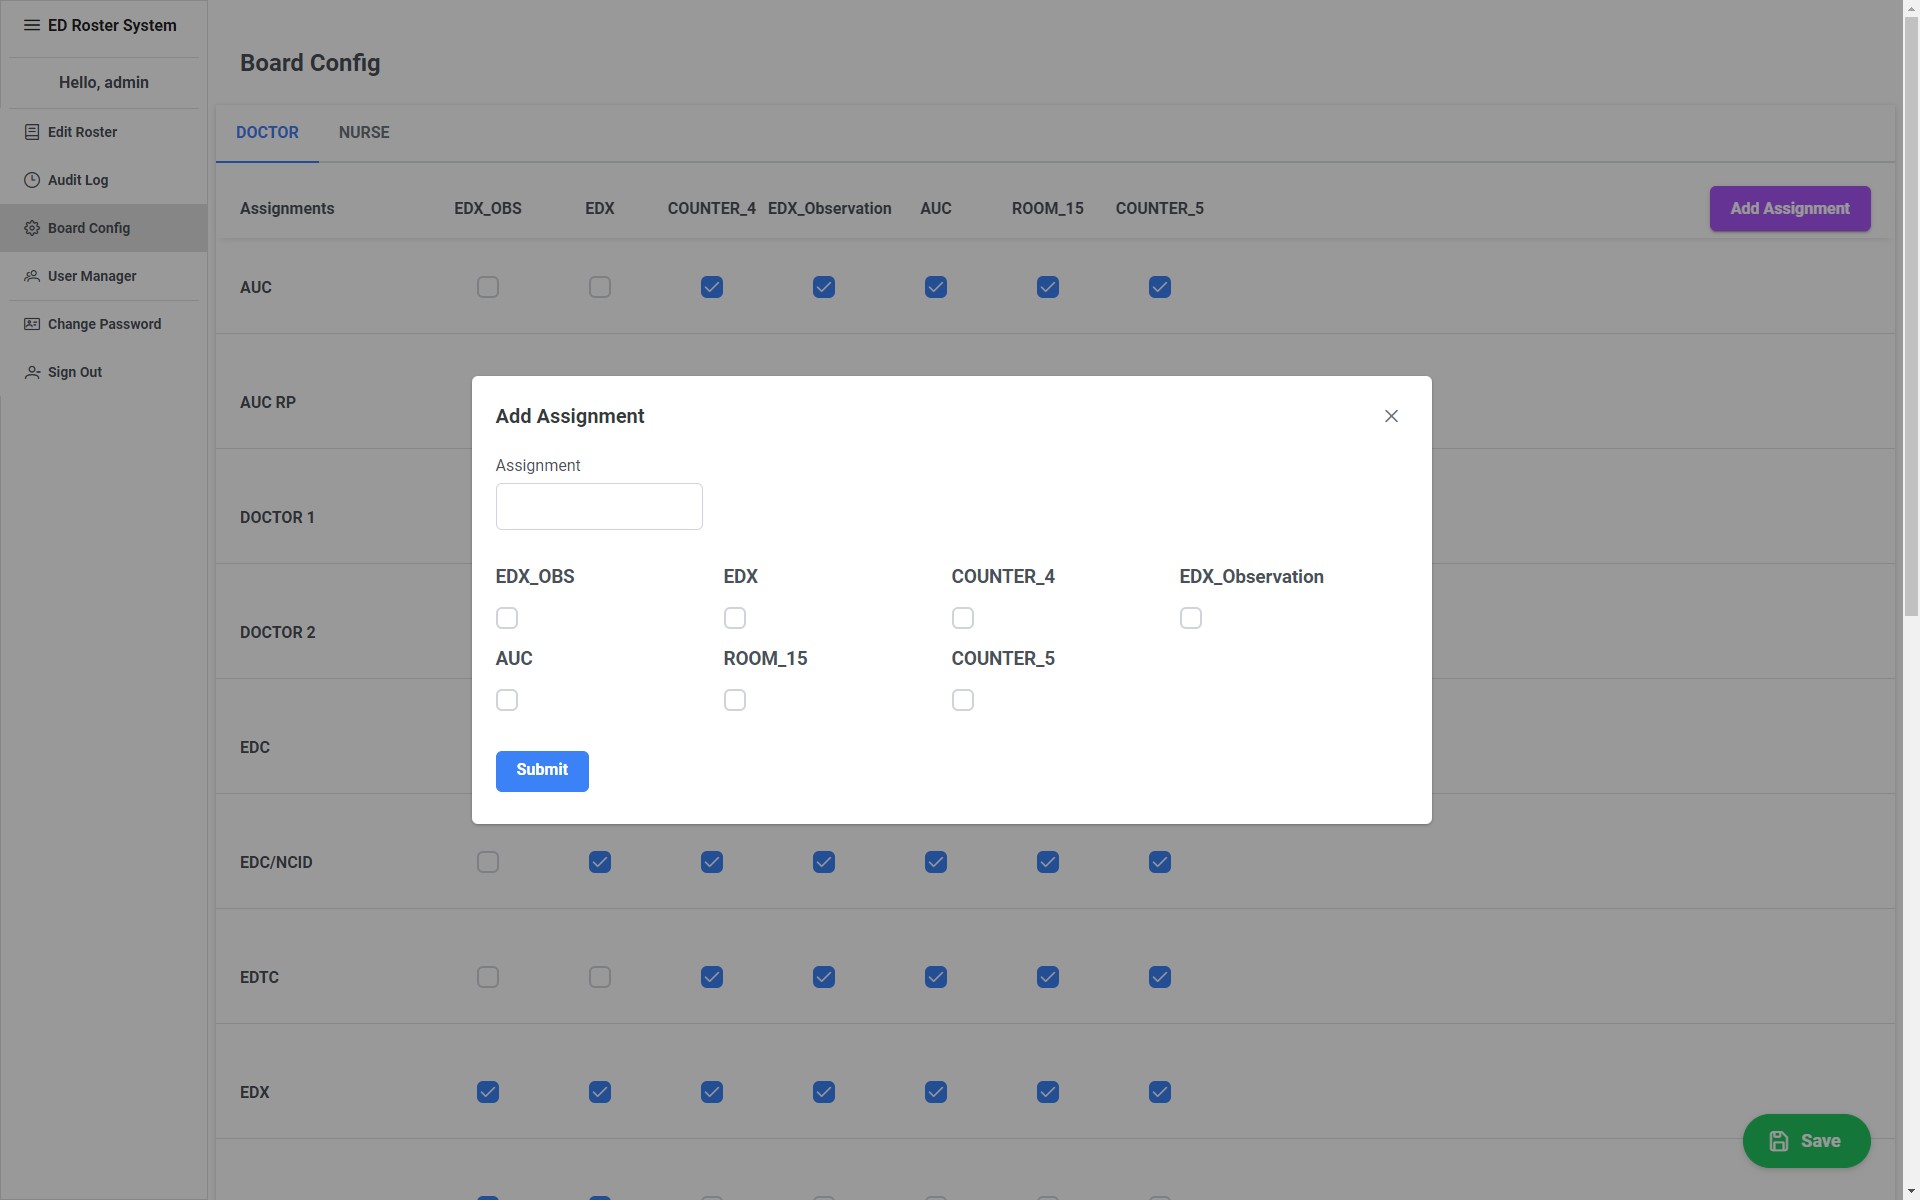 ED Roster System
Hello, admin
Edit Roster
Audit Log
Board Config
User Manager
Change Password
Sign Out
Board Config
DOCTOR NURSE
Assignments EDX_OBS EDX COUNTER_4 EDX_Observation AUC ROOM_15 COUNTER_5 Add Assignment
AUC
AUC RP
DOCTOR 1
DOCTOR 2
EDC
EDC/NCID
EDTC
EDX
Add Assignment
Assignment
EDX_OBS EDX COUNTER_4 EDX_Observation
AUC ROOM_15 COUNTER_5
Submit
Save